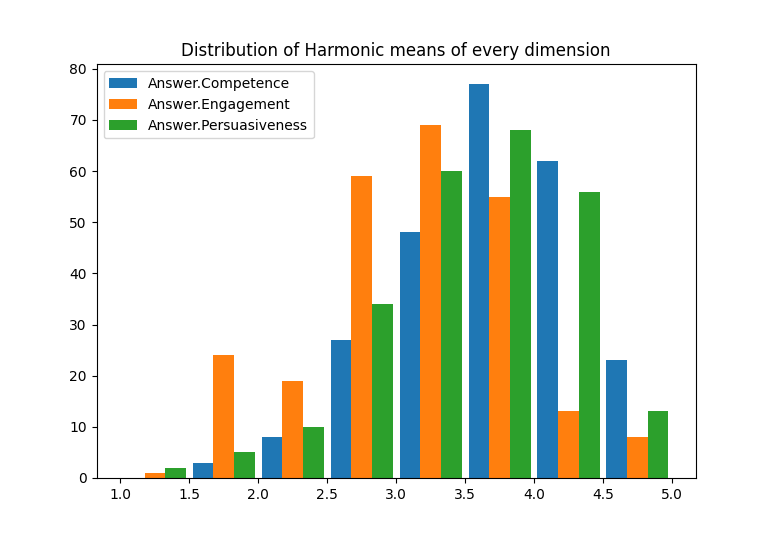 Distribution of Harmonic means of every dimension
Answer.Competence
Answer.Engagement
Answer.Persuasiveness
80
70
60
50
40
30
20
10
0
1.0 1.5 2.0 2.5 3.0 3.5 4.0 4.5 5.0